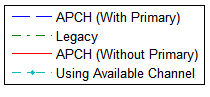 APCH (With Primary)
Legacy
APCH (Without Primary)
Using Available Channel